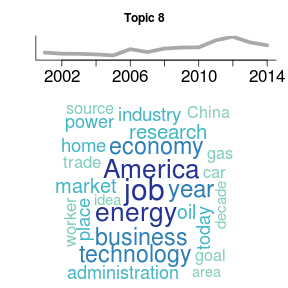 Topic 8
2002 2006 2010 2014
source
power industry China
research
home economy gas
trade America car
market idea job year decade
worker place energy oil today
business
technology goal
administration area